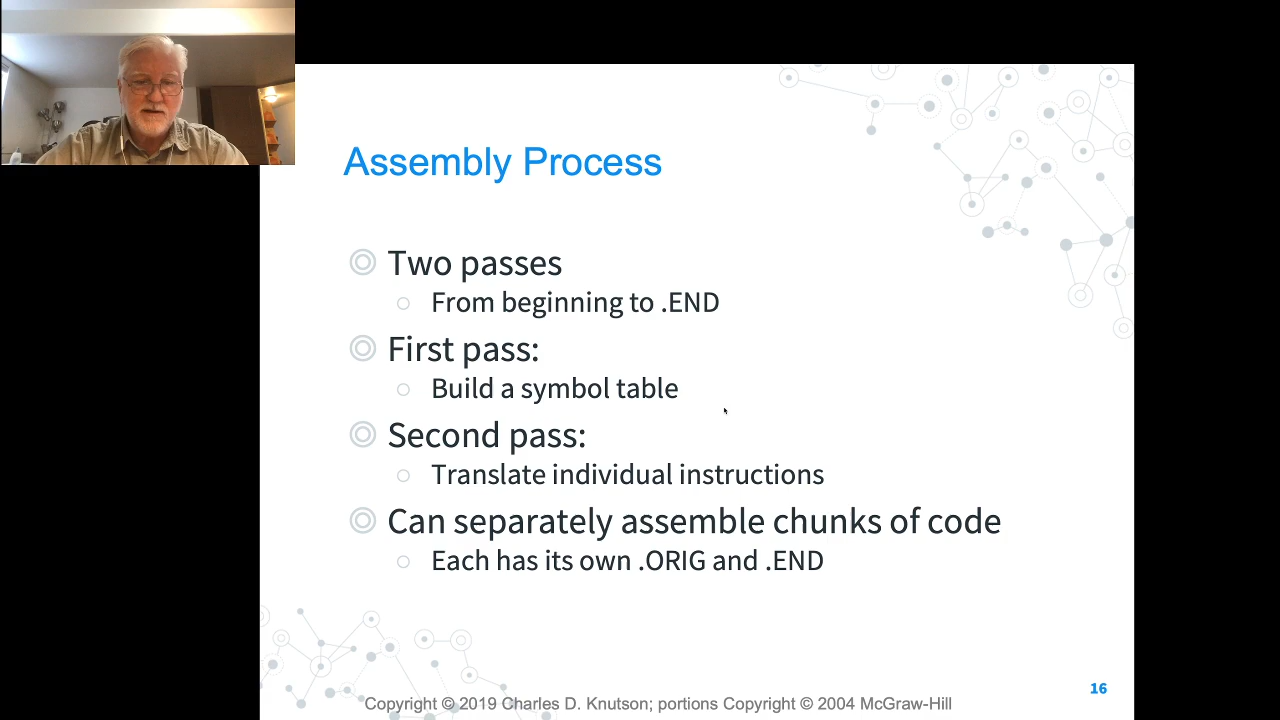 Assembly Process
Two passes
From beginning to .END
First pass:
Build a symbol table
Second pass:
Translate individual instructions
Can separately assemble chunks of code
Each has its own .ORIG and .END
16
Copyright © 2019 Charles D. Knutson; portions Copyright © 2004 McGraw-Hill